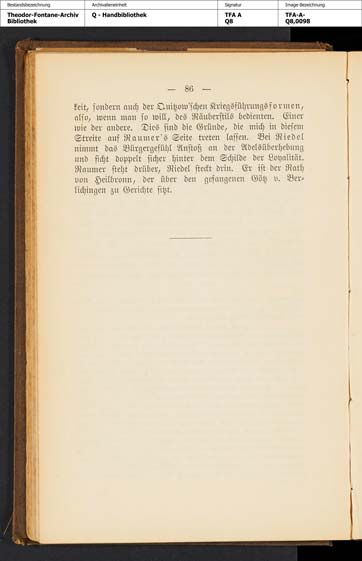 Bestandsbezeichnung
Archivalieneinheit
Signatur
Image-Bezeichnung
Theodor-Fontane-Archiv
Bibliothek
Q - Handbibliothek
TFA A
Q8
TFA-A-
Q8,0098
— 86 —
keit, sondern auch der Quitzow'schen Kriegsführungsformen,
also, wenn man so will, des Räuberstils bedienten. Einer
wie der andere. Dies sind die Gründe, die mich in diesem
Streite auf Raumer's Seite treten lassen. Bei Riedel
nimmt das Bürgergefühl Anstoß an der Adelsüberhebung
und ficht doppelt sicher hinter dem Schilde der Loyalität.
Raumer steht drüber, Riedel steckt drin. Er ist der Rath
von Heilbronn, der über den gefangenen Götz v. Ber-
lichingen zu Gerichte sitzt.